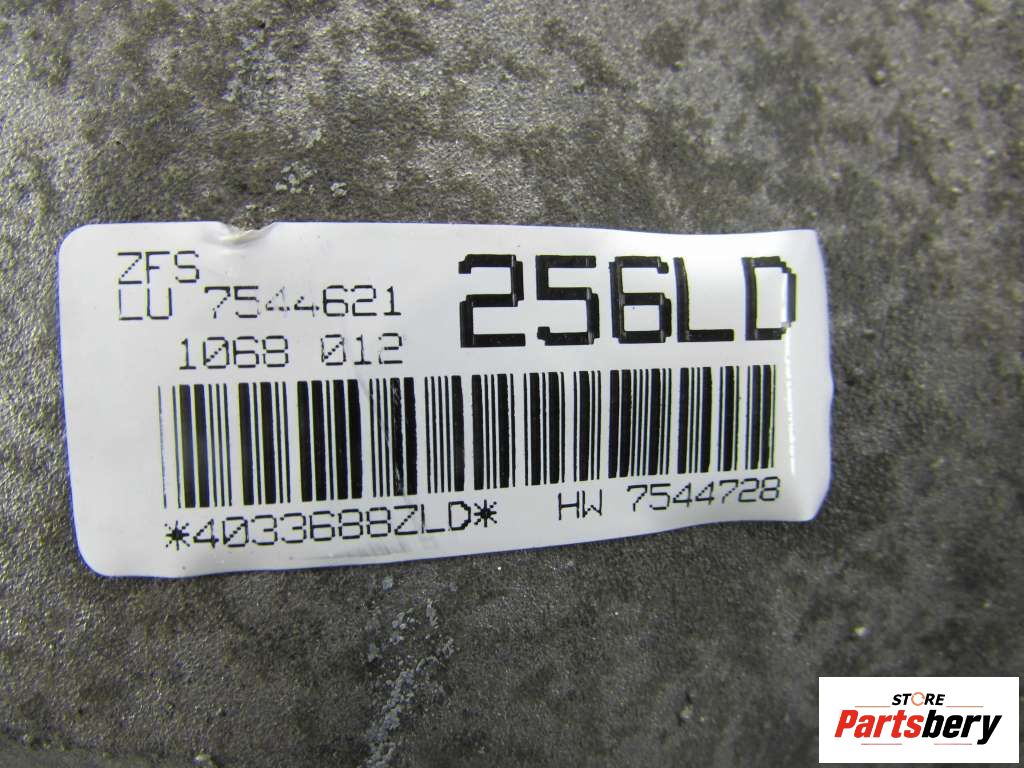 ZFS
LU 7544621
256LD
1068 012
*4033688ZLD*
HW 7544728
STORE
Partsbery